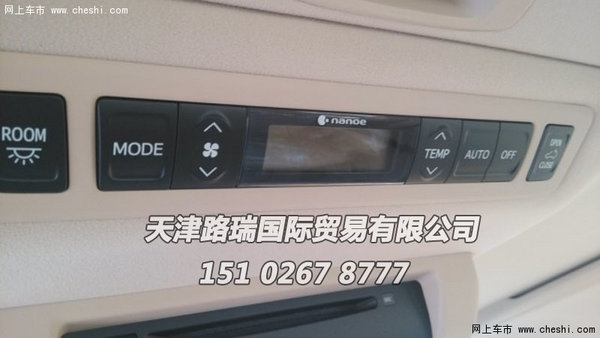 网上车市 www.cheshi.com
nanoe
ROOM
MODE
TEMP
AUTO
OFF
OPEN
CLOSE
天津路瑞国际贸易有限公司
151 0267 8777
网上车市 www.cheshi.com